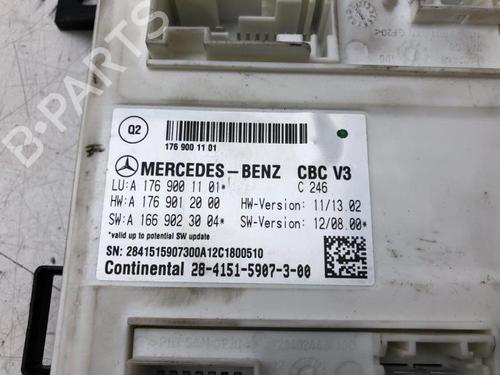 Q2
176 900 11 01
MERCEDES-BENZ CBC V3
LU: A 176 900 11 01* C 246
HW: A 176 901 20 00 HW-Version: 11/13.02
SW: A 166 902 30 04* SW-Version: 12/08.00*
*valid up to potential SW update
SN: 2841515907300A12C1800510
Continental 28-4151-5907-3-00
B-PARTS